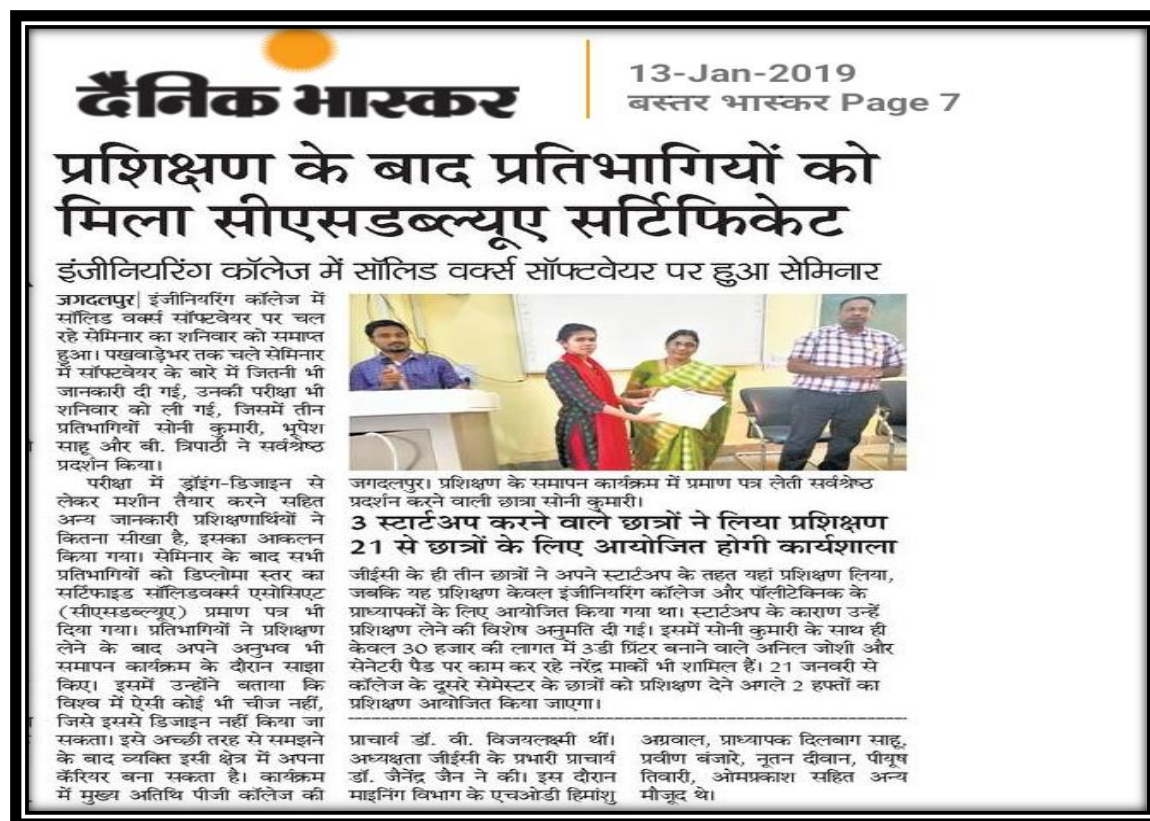 दैनिक भास्कर
13-Jan-2019
बस्तर भास्कर Page 7
प्रशिक्षण के बाद प्रतिभागियों को
मिला सीएसडब्ल्यूए सर्टिफिकेट
इंजीनियरिंग कॉलेज में सॉलिड वर्क्स सॉफ्टवेयर पर हुआ सेमिनार
जगदलपुर| इंजीनियरिंग कॉलेज में
सॉलिड वर्क्स सॉफ्टवेयर पर चल
रहे सेमिनार का शनिवार को समाप्त
हुआ। पखवाड़ेभर तक चले सेमिनार
में सॉफ्टवेयर के बारे में जितनी भी
जानकारी दी गई, उनकी परीक्षा भी
शनिवार को ली गई, जिसमें तीन
प्रतिभागियों सोनी कुमारी, भूपेश
साहू और वी. त्रिपाठी ने सर्वश्रेष्ठ
प्रदर्शन किया।
परीक्षा में ड्रॉइंग-डिजाइन से
लेकर मशीन तैयार करने सहित
अन्य जानकारी प्रशिक्षणार्थियों ने
कितना सीखा है, इसका आकलन
किया गया। सेमिनार के बाद सभी
प्रतिभागियों को डिप्लोमा स्तर का
सर्टिफाइड सॉलिडवर्क्स एसोसिएट
(सीएसडब्ल्यूए) प्रमाण पत्र भी
दिया गया। प्रतिभागियों ने प्रशिक्षण
लेने के बाद अपने अनुभव भी
समापन कार्यक्रम के दौरान साझा
किए। इसमें उन्होंने बताया कि
विश्व में ऐसी कोई भी चीज नहीं,
जिसे इससे डिजाइन नहीं किया जा
सकता। इसे अच्छी तरह से समझने
के बाद व्यक्ति इसी क्षेत्र में अपना
कॅरियर बना सकता है। कार्यक्रम
में मुख्य अतिथि पीजी कॉलेज की
जगदलपुर। प्रशिक्षण के समापन कार्यक्रम में प्रमाण पत्र लेती सर्वश्रेष्ठ
प्रदर्शन करने वाली छात्रा सोनी कुमारी।
3 स्टार्टअप करने वाले छात्रों ने लिया प्रशिक्षण
21 से छात्रों के लिए आयोजित होगी कार्यशाला
जीईसी के ही तीन छात्रों ने अपने स्टार्टअप के तहत यहां प्रशिक्षण लिया,
जबकि यह प्रशिक्षण केवल इंजीनियरिंग कॉलेज और पॉलीटेक्निक के
प्राध्यापकों के लिए आयोजित किया गया था। स्टार्टअप के काराण उन्हें
प्रशिक्षण लेने की विशेष अनुमति दी गई। इसमें सोनी कुमारी के साथ ही
केवल 30 हजार की लागत में 3डी प्रिंटर बनाने वाले अनिल जोशी और
सेनेटरी पैड पर काम कर रहे नरेंद्र मार्को भी शामिल हैं। 21 जनवरी से
कॉलेज के दूसरे सेमेस्टर के छात्रों को प्रशिक्षण देने अगले 2 हफ्तों का
प्रशिक्षण आयोजित किया जाएगा।
प्राचार्य डॉ. वी. विजयलक्ष्मी थीं।
अध्यक्षता जीईसी के प्रभारी प्राचार्य
डॉ. जैनेंद्र जैन ने की। इस दौरान
माइनिंग विभाग के एचओडी हिमांशु
अग्रवाल, प्राध्यापक दिलबाग साहू,
प्रवीण बंजारे, नूतन दीवान, पीयूष
तिवारी, ओमप्रकाश सहित अन्य
मौजूद थे।